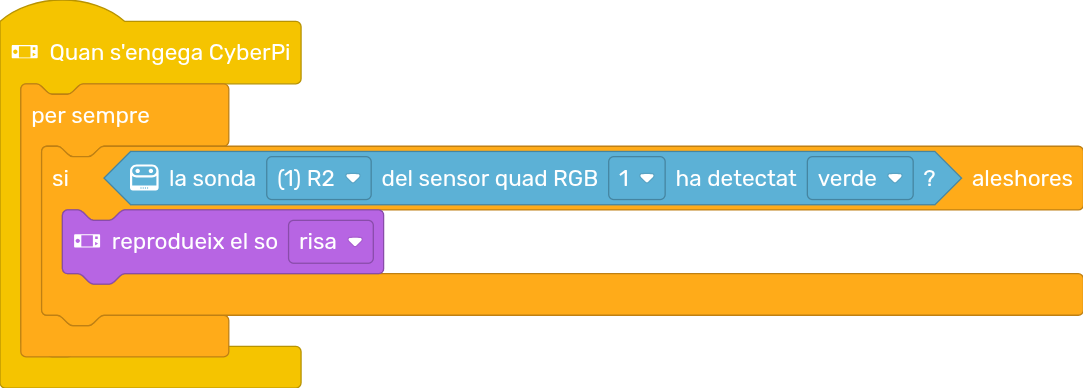 Quan s'engega CyberPi
per sempre
si la sonda (1) R2 del sensor quad RGB 1 ha detectat verde ? aleshores
reprodueix el so risa